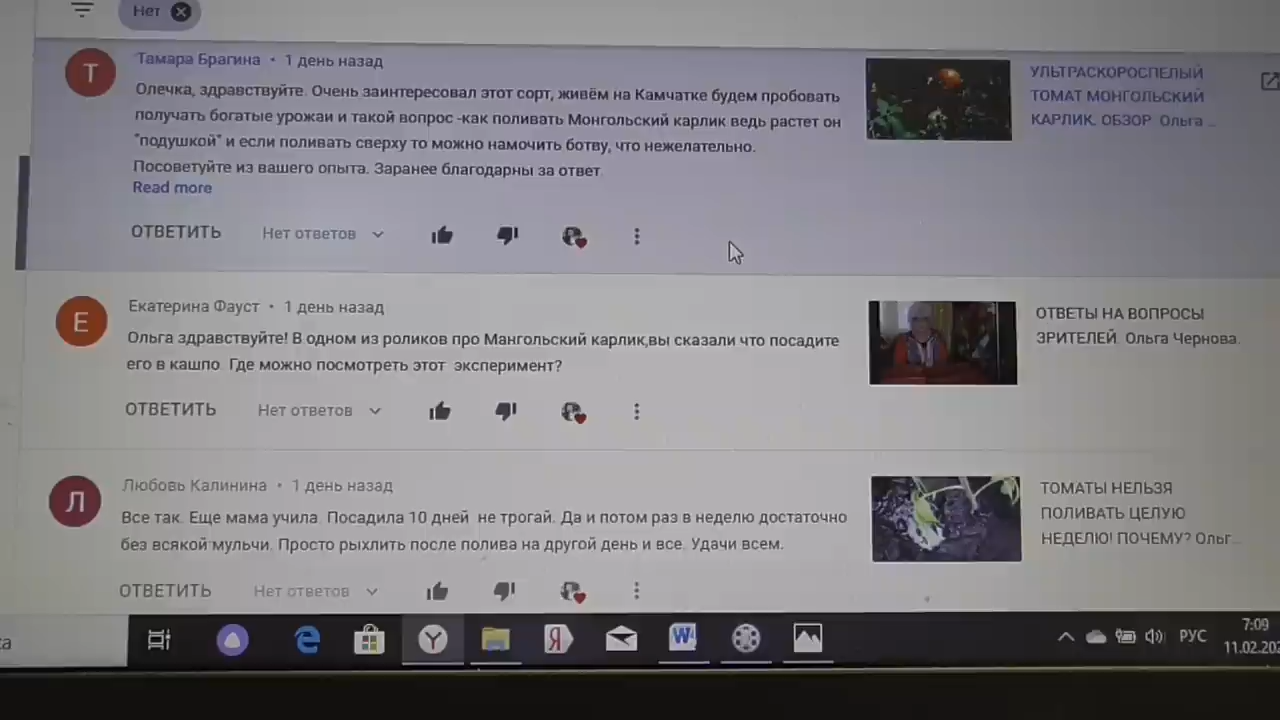 Нет
Т
Тамара Брагина • 1 день назад
Олечка, здравствуйте. Очень заинтересовал этот сорт, живём на Камчатке будем пробовать
получать богатые урожаи и такой вопрос -как поливать Монгольский карлик ведь растет он
"подушкой" и если поливать сверху то можно намочить ботву, что нежелательно.
Посоветуйте из вашего опыта. Заранее благодарны за ответ.
Read more
ОТВЕТИТЬ Нет ответов
УЛЬТРАСКОРОСПЕЛЫЙ
ТОМАТ МОНГОЛЬСКИЙ
КАРЛИК. ОБЗОР Ольга ...
Е
Екатерина Фауст • 1 день назад
Ольга здравствуйте! В одном из роликов про Мангольский карлик,вы сказали что посадите
его в кашпо. Где можно посмотреть этот эксперимент?
ОТВЕТИТЬ Нет ответов
ОТВЕТЫ НА ВОПРОСЫ
ЗРИТЕЛЕЙ. Ольга Чернова.
Л
Любовь Калинина • 1 день назад
Все так. Еще мама учила. Посадила 10 дней не трогай. Да и потом раз в неделю достаточно
без всякой мульчи. Просто рыхлить после полива на другой день и все. Удачи всем.
ОТВЕТИТЬ Нет ответов
ТОМАТЫ НЕЛЬЗЯ
ПОЛИВАТЬ ЦЕЛУЮ
НЕДЕЛЮ! ПОЧЕМУ? Ольг...
Y
Я
W
РУС
7:09
11.02.202